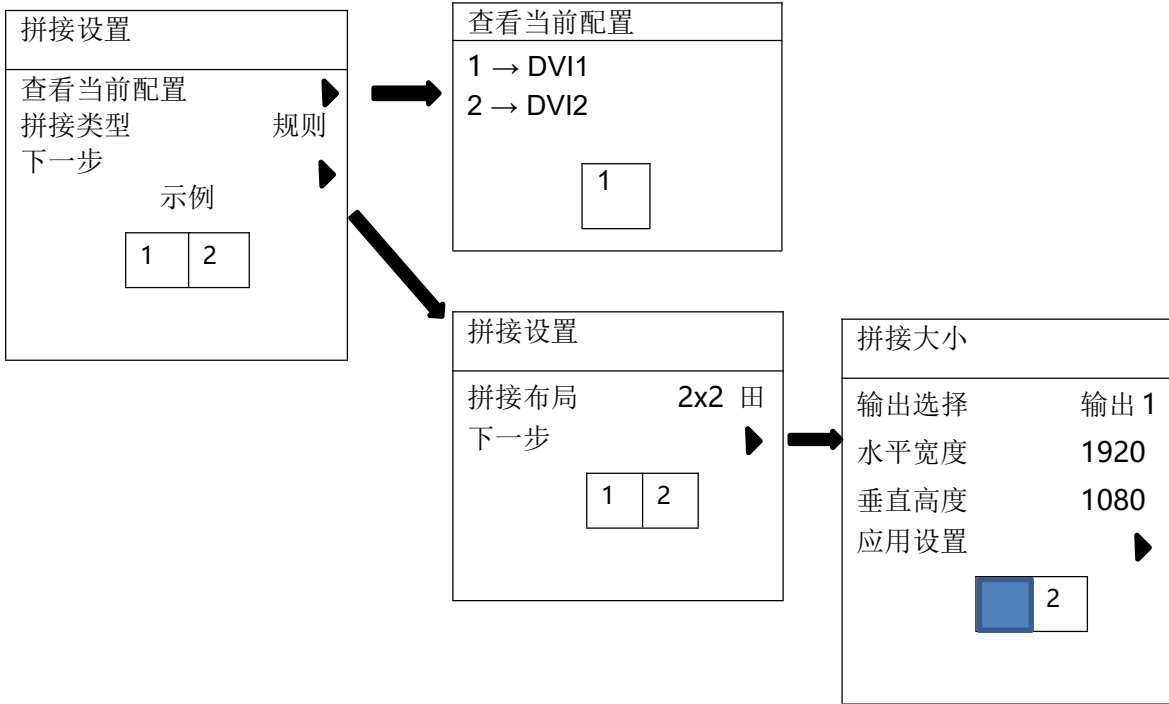 拼接设置
查看当前配置
拼接类型 规则
下一步
示例
1 2
查看当前配置
1 → DVI1
2 → DVI2
1
拼接设置
拼接布局 2x2 田
下一步
1 2
拼接大小
输出选择 输出 1
水平宽度 1920
垂直高度 1080
应用设置
2